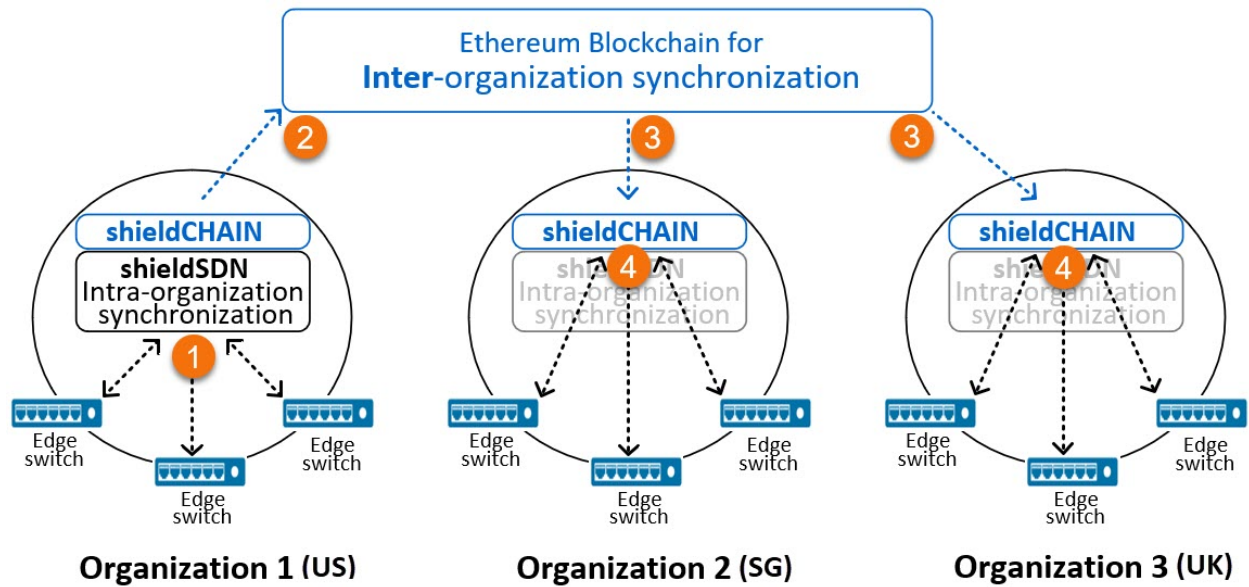 Ethereum Blockchain for
Inter-organization synchronization
2
3
3
shieldCHAIN
shieldSDN
Intra-organization
synchronization
1
Edge
switch
Edge
switch
Edge
switch
Organization 1 (US)
shieldCHAIN
shieldSDN
4
Intra-organization
synchronization
Edge
switch
Edge
switch
Edge
switch
Organization 2 (SG)
shieldCHAIN
shieldSDN
4
Intra-organization
synchronization
Edge
switch
Edge
switch
Edge
switch
Organization 3 (UK)